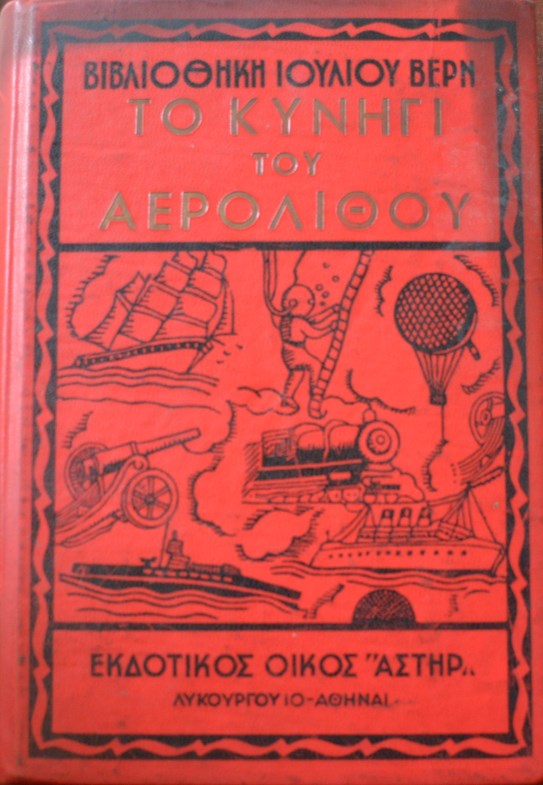 ΒΙΒΛΙΟΘΗΚΗ ΙΟΥΛΙΟΥ ΒΕΡΝ
ΤΟ ΚΥΝΗΓΙ
ΤΟΥ
ΑΕΡΟΛΙΘΟΥ
ΕΚΔΟΤΙΚΟΣ ΟΙΚΟΣ "ΑΣΤΗΡ„
ΛΥΚΟΥΡΓΟΥ 10-ΑΘΗΝΑΙ